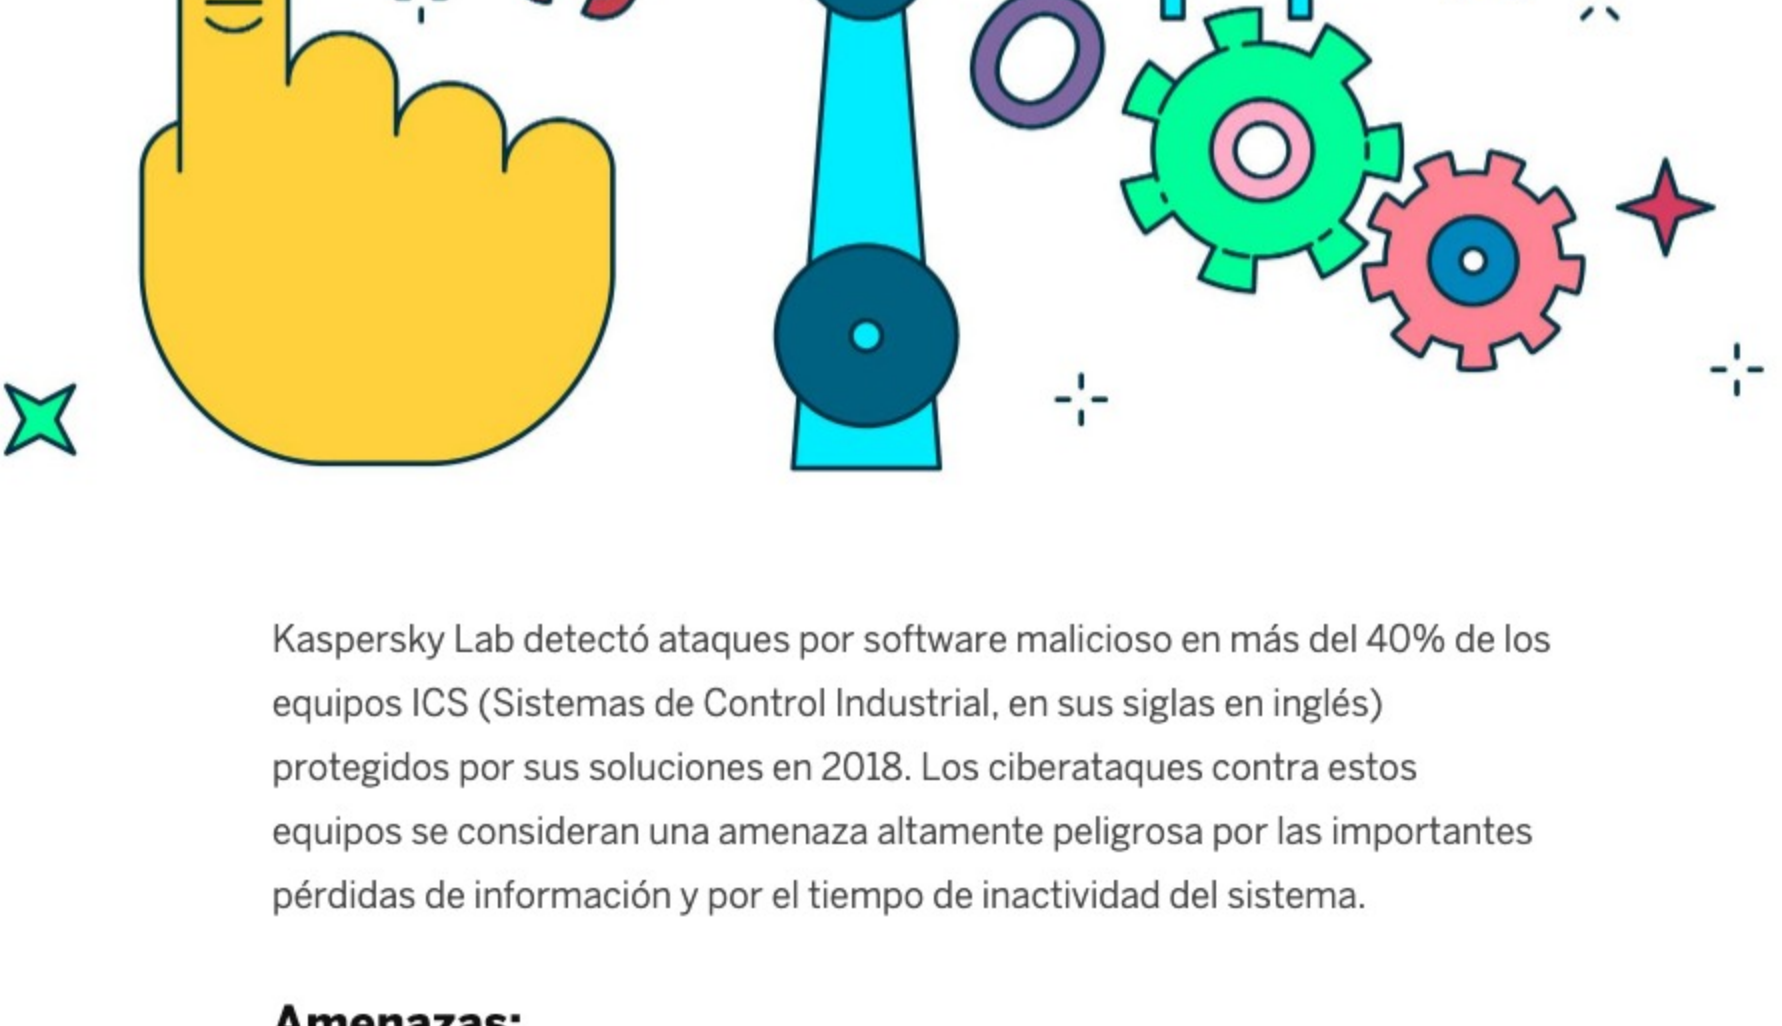 Kaspersky Lab detectó ataques por software malicioso en más del 40% de los
equipos ICS (Sistemas de Control Industrial, en sus siglas en inglés)
protegidos por sus soluciones en 2018. Los ciberataques contra estos
equipos se consideran una amenaza altamente peligrosa por las importantes
pérdidas de información y por el tiempo de inactividad del sistema.
Amenazas: